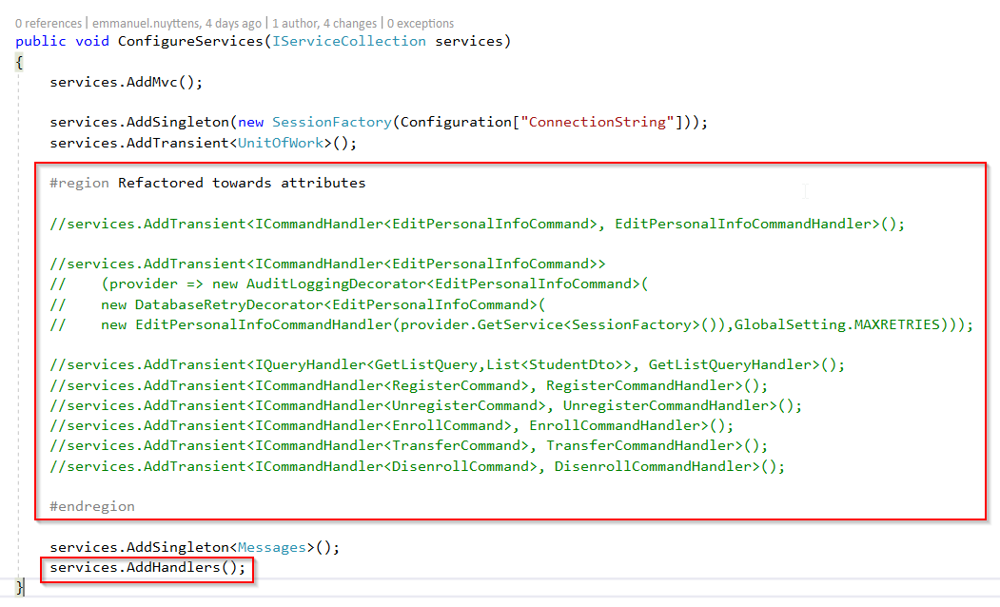 0 references | emmanuel.nuyttens, 4 days ago | 1 author, 4 changes | 0 exceptions
public void ConfigureServices(IServiceCollection services)
{
    services.AddMvc();

    services.AddSingleton(new SessionFactory(Configuration["ConnectionString"]));
    services.AddTransient<UnitOfWork>();

    #region Refactored towards attributes

    //services.AddTransient<ICommandHandler<EditPersonalInfoCommand>, EditPersonalInfoCommandHandler>();

    //services.AddTransient<ICommandHandler<EditPersonalInfoCommand>>
    //    (provider => new AuditLoggingDecorator<EditPersonalInfoCommand>(
    //    new DatabaseRetryDecorator<EditPersonalInfoCommand>(
    //    new EditPersonalInfoCommandHandler(provider.GetService<SessionFactory>()),GlobalSetting.MAXRETRIES)));

    //services.AddTransient<IQueryHandler<GetListQuery,List<StudentDto>>, GetListQueryHandler>();
    //services.AddTransient<ICommandHandler<RegisterCommand>, RegisterCommandHandler>();
    //services.AddTransient<ICommandHandler<UnregisterCommand>, UnregisterCommandHandler>();
    //services.AddTransient<ICommandHandler<EnrollCommand>, EnrollCommandHandler>();
    //services.AddTransient<ICommandHandler<TransferCommand>, TransferCommandHandler>();
    //services.AddTransient<ICommandHandler<DisenrollCommand>, DisenrollCommandHandler>();

    #endregion

    services.AddSingleton<Messages>();
    services.AddHandlers();
}